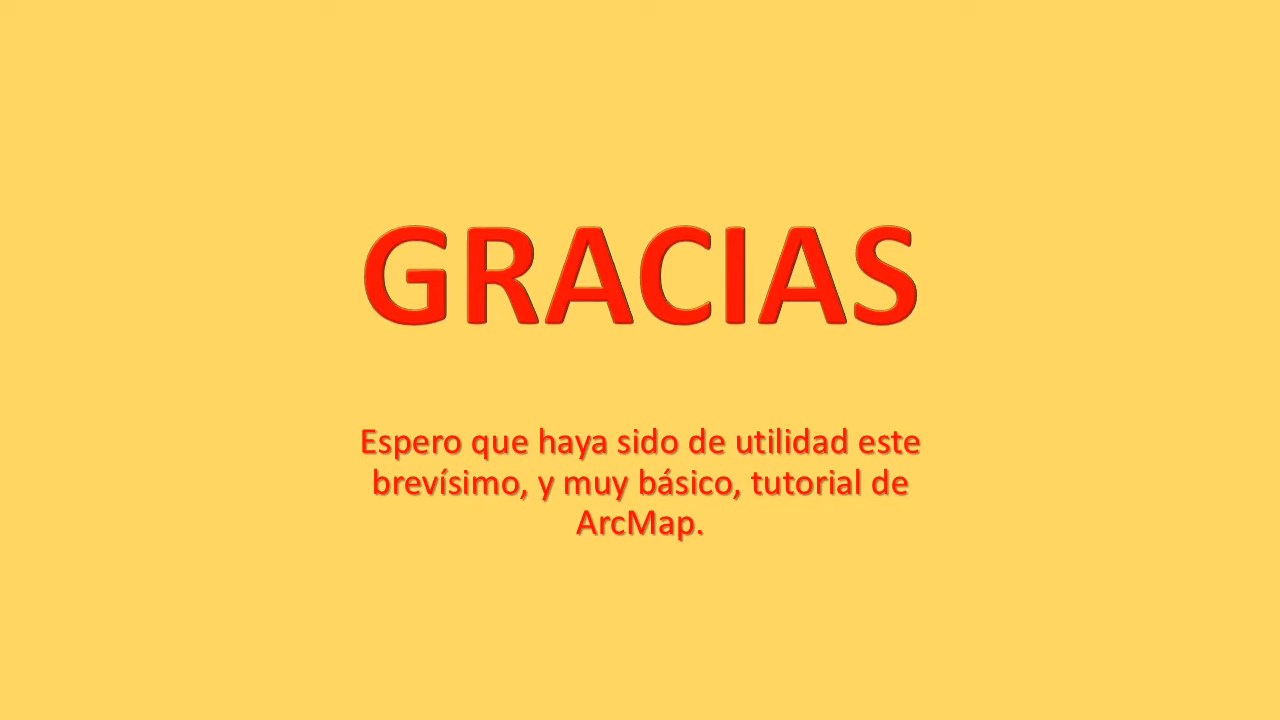 GRACIAS
Espero que haya sido de utilidad este
brevísimo, y muy básico, tutorial de
ArcMap.